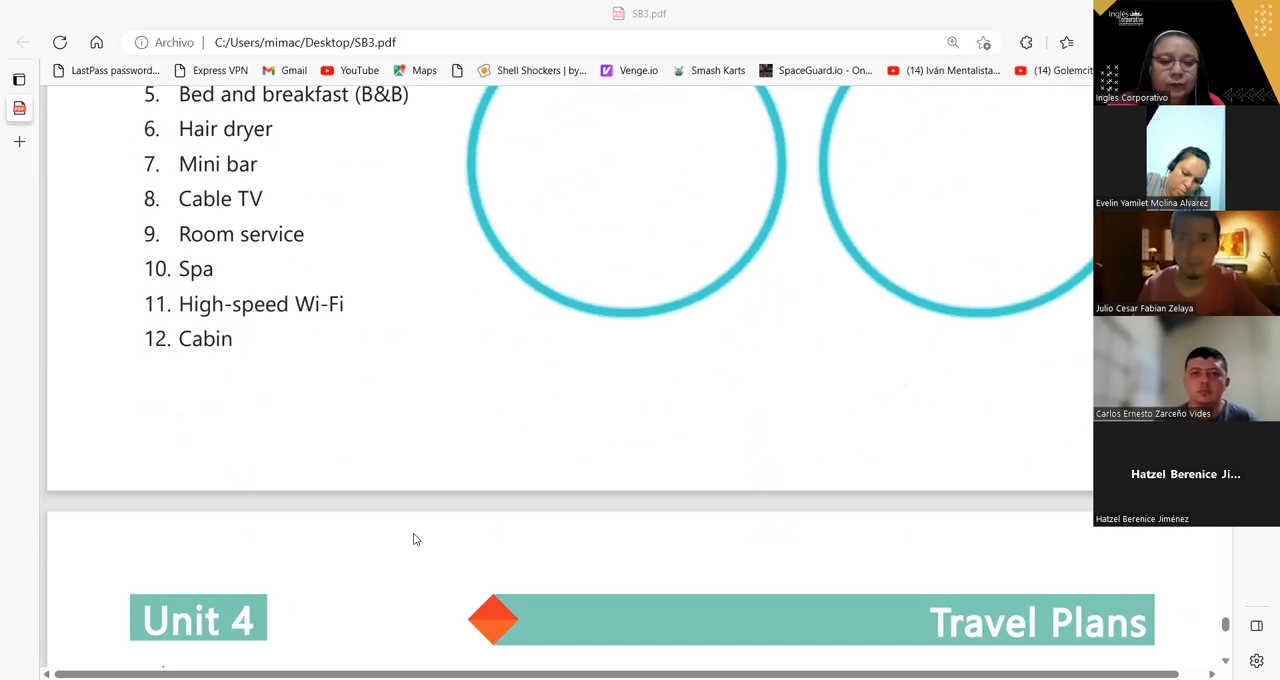 SB3.pdf
Archivo | C:/Users/mimac/Desktop/SB3.pdf
LastPass password... Express VPN Gmail YouTube Maps Shell Shockers | by... Venge.io Smash Karts SpaceGuard.io - On... (14) Iván Mentalista... (14) Golemcit
5. Bed and breakfast (B&B)
6. Hair dryer
7. Mini bar
8. Cable TV
9. Room service
10. Spa
11. High-speed Wi-Fi
12. Cabin
Unit 4
Travel Plans
Inglés
Corporativo
Ingles Corporativo
Evelin Yamilet Molina Alvarez
Julio Cesar Fabian Zelaya
Carlos Ernesto Zarceño Vides
Hatzel Berenice Ji...
Hatzel Berenice Jiménez